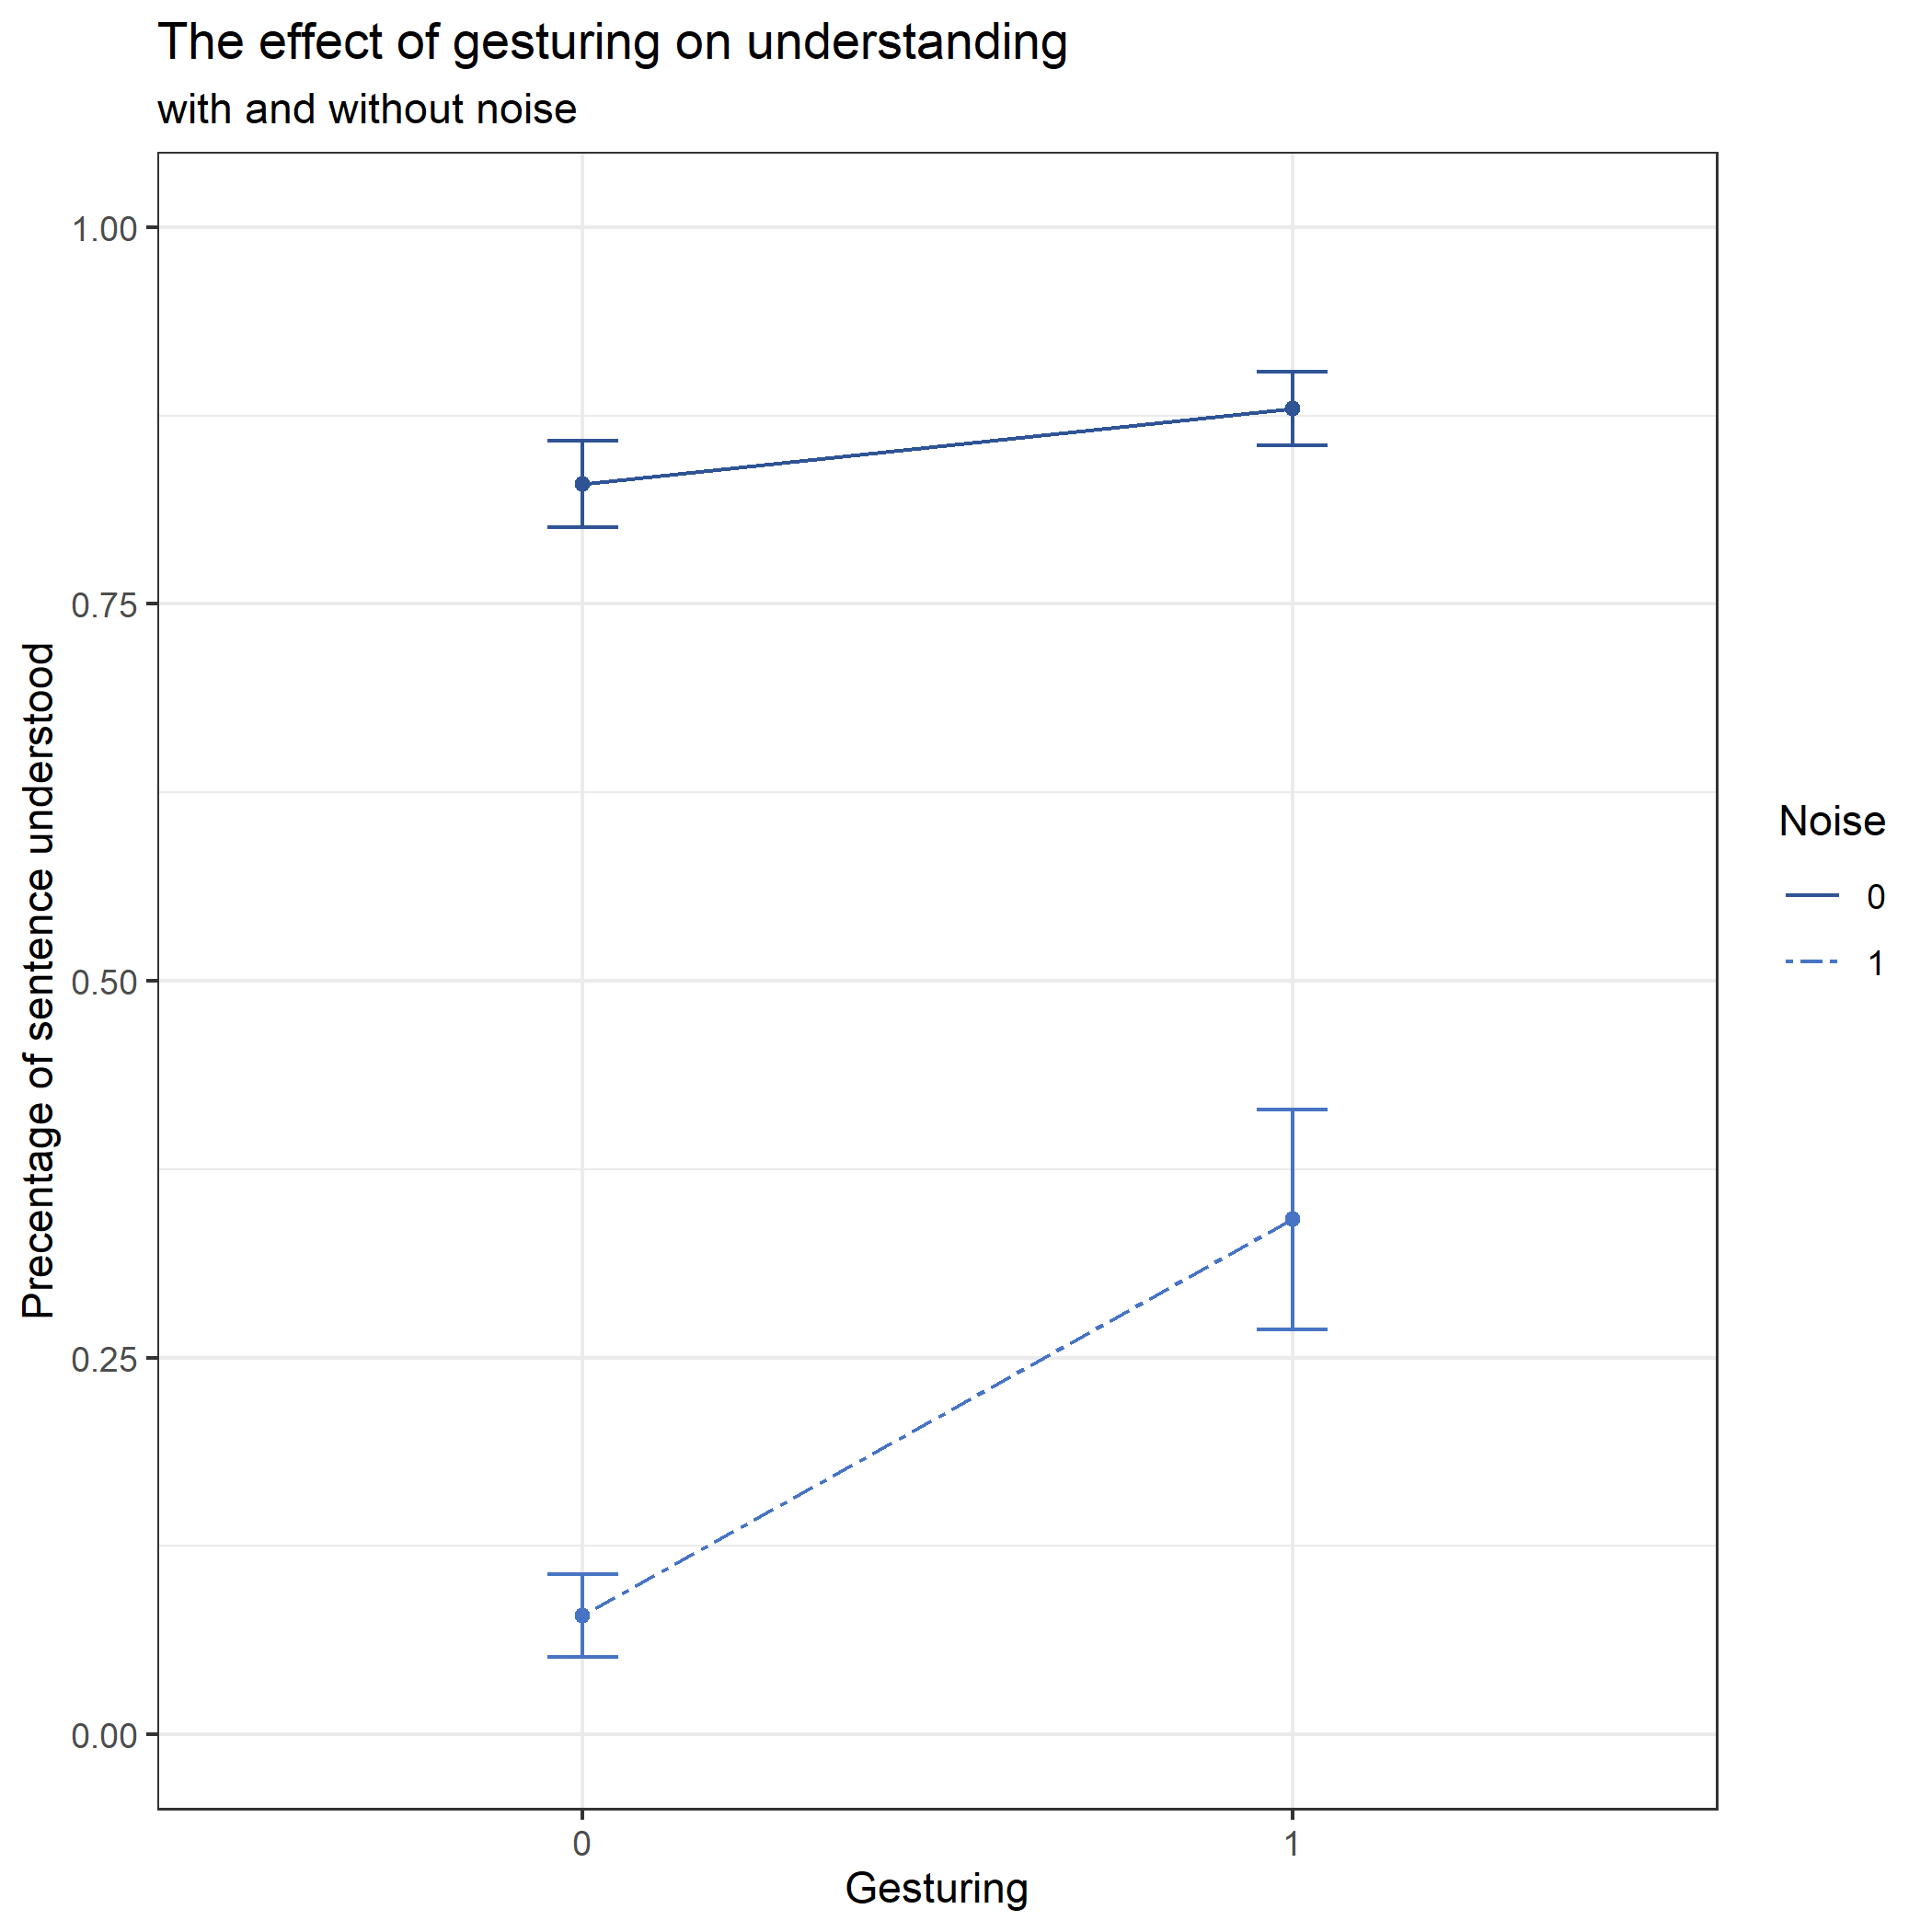 The effect of gesturing on understanding
with and without noise
1.00
0.75
0.50
0.25
0.00
Precentage of sentence understood
0
1
Gesturing
Noise
0
1